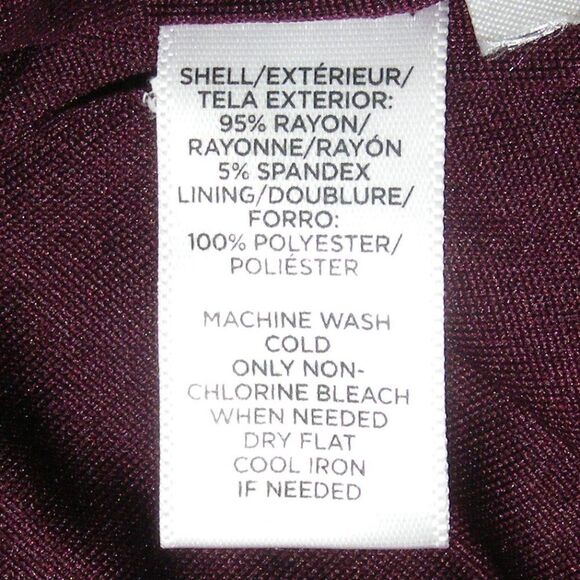 SHELL/EXTÉRIEUR/
TELA EXTERIOR:
95% RAYON/
RAYONNE/RAYÓN
5% SPANDEX
LINING/DOUBLURE/
FORRO:
100% POLYESTER/
POLIÉSTER
MACHINE WASH
COLD
ONLY NON-
CHLORINE BLEACH
WHEN NEEDED
DRY FLAT
COOL IRON
IF NEEDED